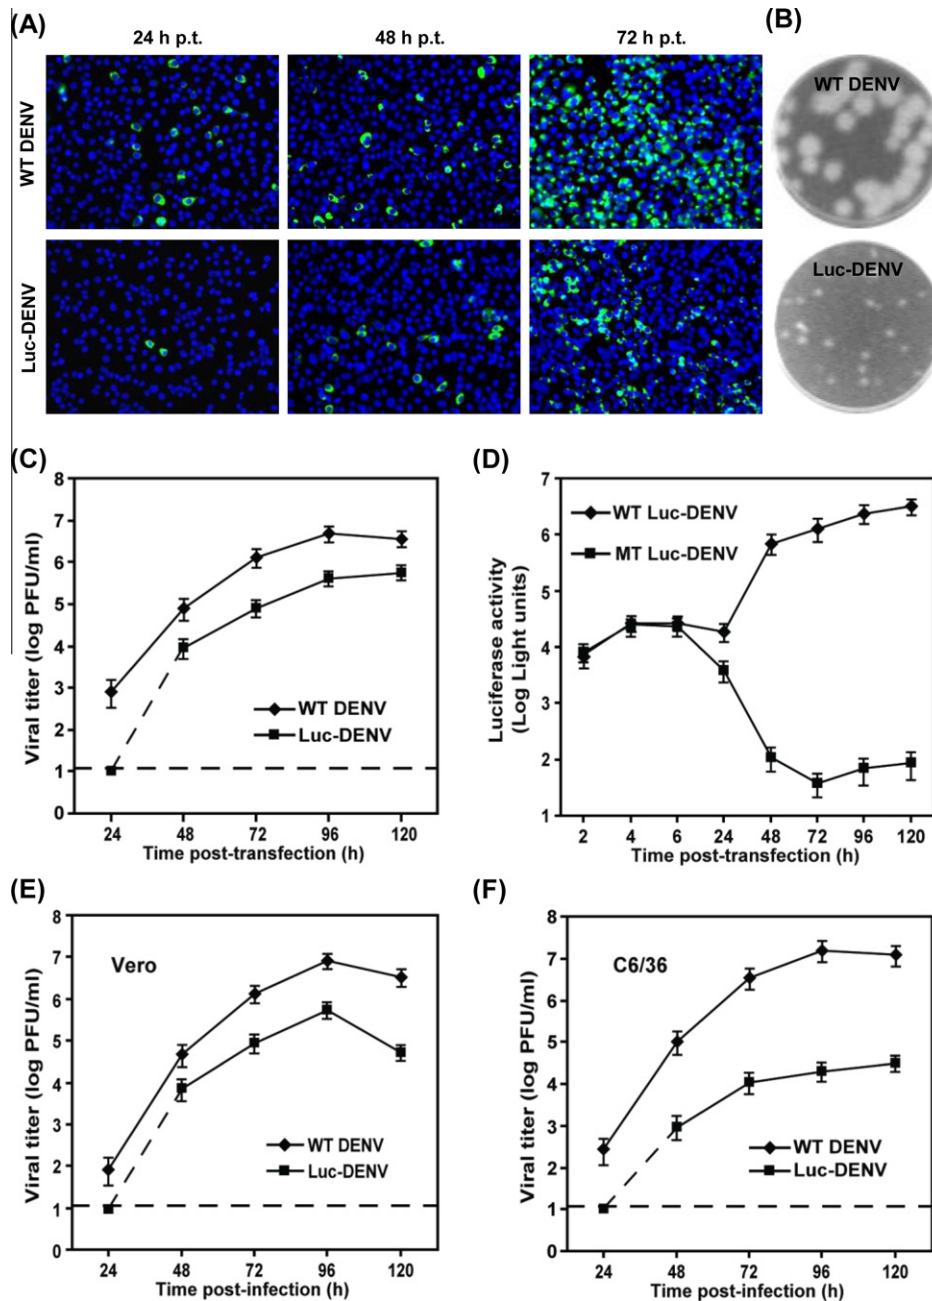 (A)
24 h p.t.
48 h p.t.
72 h p.t.
WT DENV
Luc-DENV
(B)
WT DENV
Luc-DENV
(C)
Viral titer (log PFU/ml)
8
7
6
5
4
3
2
1
0
WT DENV
Luc-DENV
24 48 72 96 120
Time post-transfection (h)
(D)
Luciferase activity
(Log Light units)
7
6
5
4
3
2
1
WT Luc-DENV
MT Luc-DENV
2 4 6 24 48 72 96 120
Time post-transfection (h)
(E)
Viral titer (log PFU/ml)
8
7
6
5
4
3
2
1
0
Vero
WT DENV
Luc-DENV
24 48 72 96 120
Time post-infection (h)
(F)
Viral titer (log PFU/ml)
8
7
6
5
4
3
2
1
0
C6/36
WT DENV
Luc-DENV
24 48 72 96 120
Time post-infection (h)